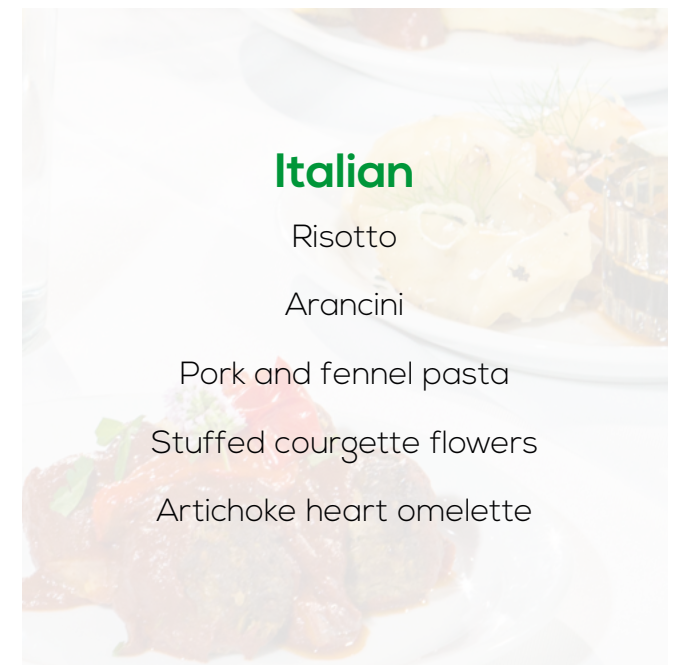 Italian
Risotto
Arancini
Pork and fennel pasta
Stuffed courgette flowers
Artichoke heart omelette